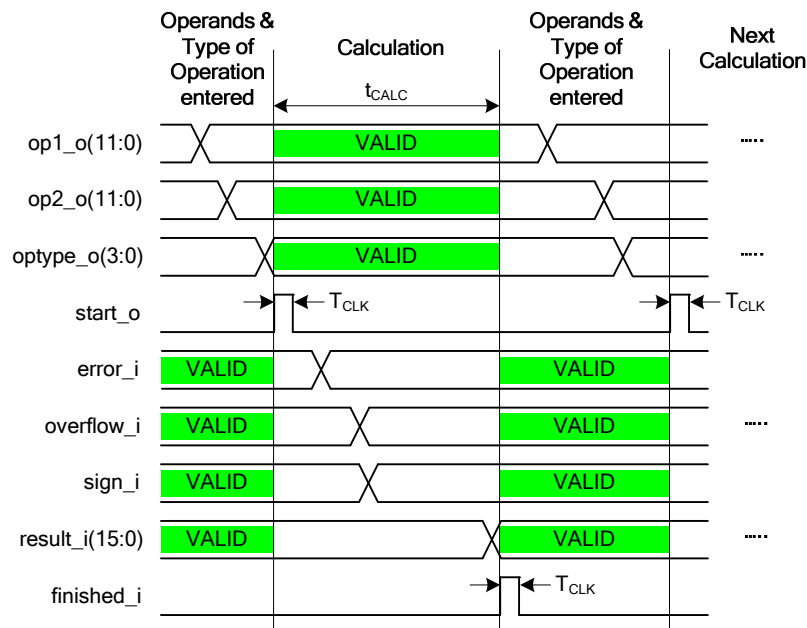 Operands &
Type of
Operation
entered
Calculation
Operands &
Type of
Operation
entered
Next
Calculation
tCALC
op1_o(11:0) VALID .....
op2_o(11:0) VALID
optype_o(3:0) VALID .....
start_o TCLK TCLK
error_i VALID VALID
overflow_i VALID VALID .....
sign_i VALID VALID
result_i(15:0) VALID VALID .....
finished_i TCLK